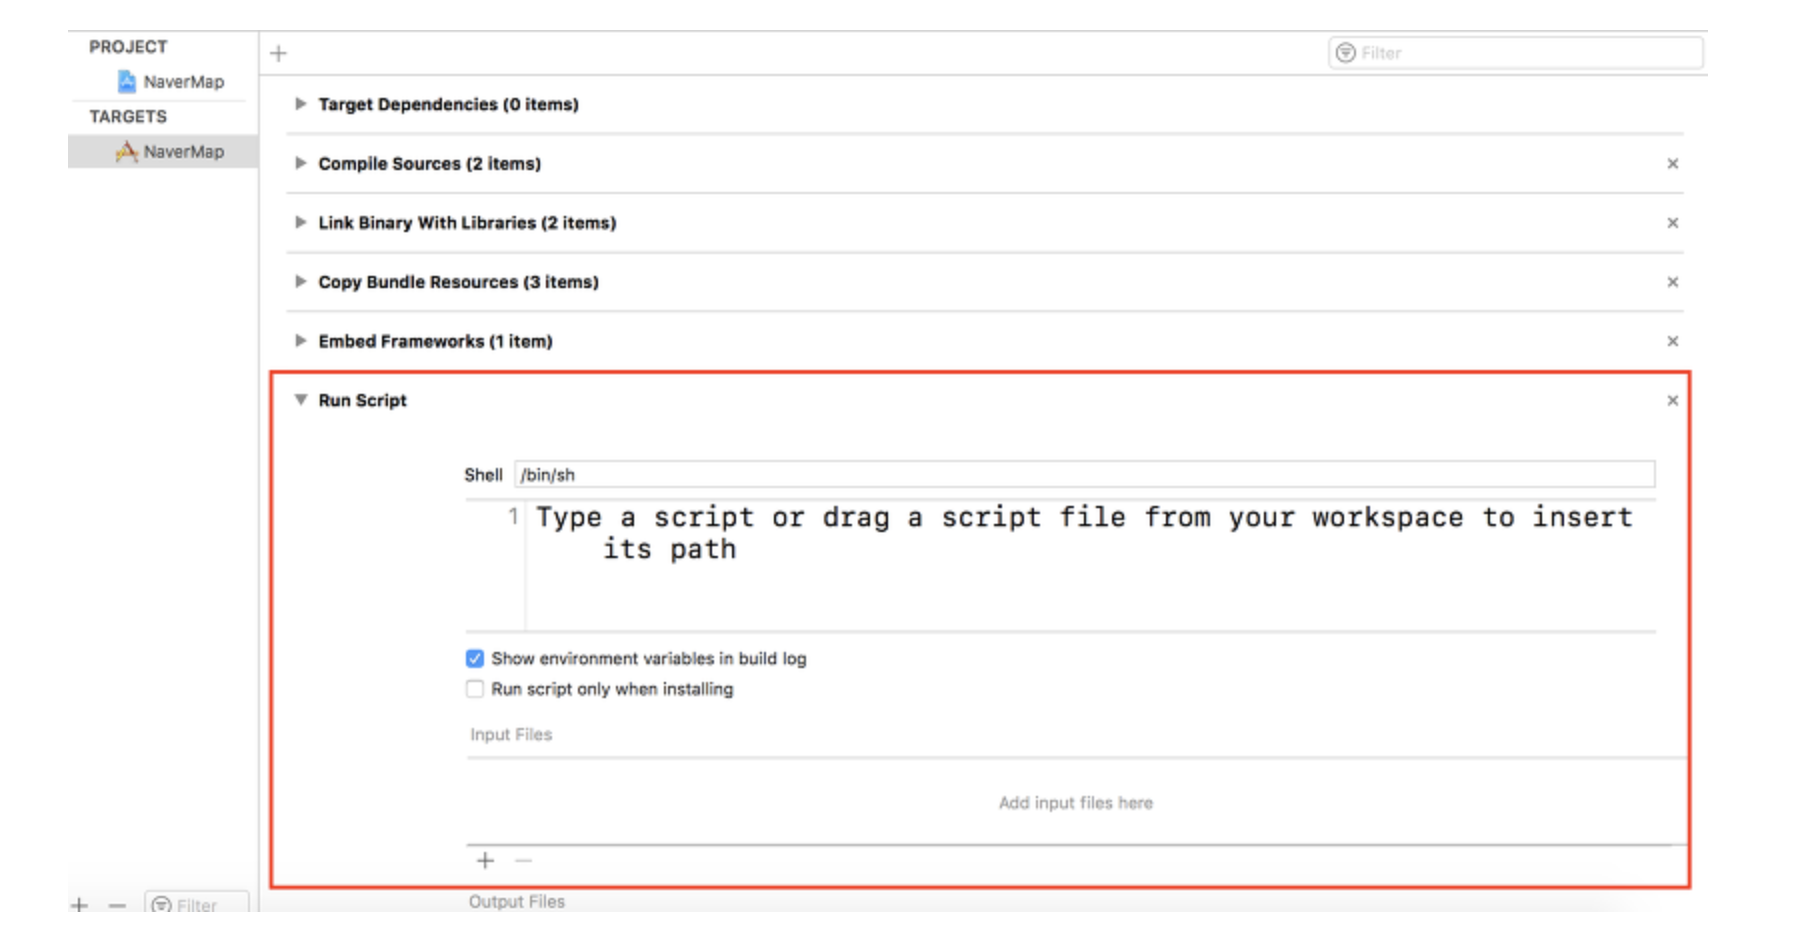 PROJECT
NaverMap
TARGETS
NaverMap
Filter
Target Dependencies (0 items)
Compile Sources (2 items)
Link Binary With Libraries (2 items)
Copy Bundle Resources (3 items)
Embed Frameworks (1 item)
Run Script
Shell /bin/sh
1 Type a script or drag a script file from your workspace to insert
its path
Show environment variables in build log
Run script only when installing
Input Files
Add input files here
Output Files
Filter